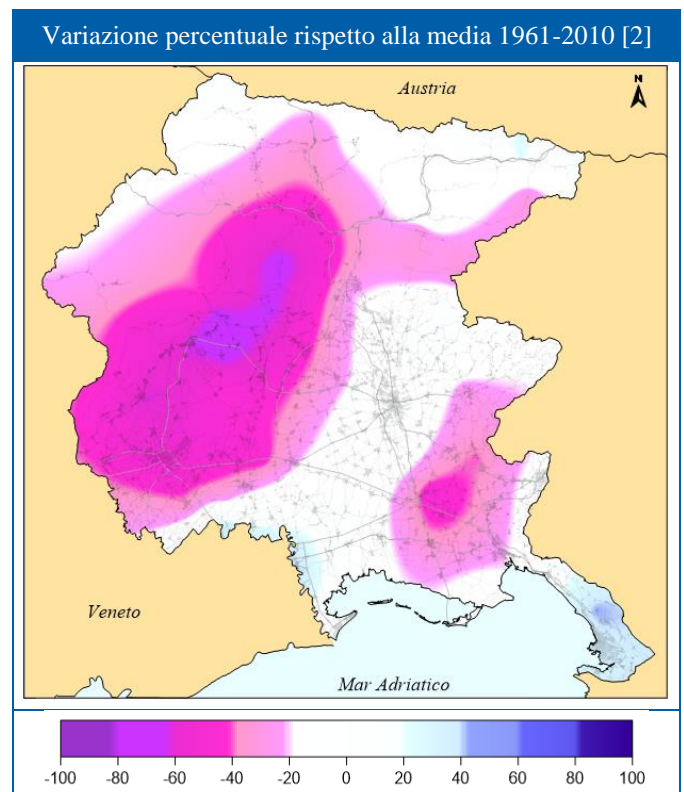 Variazione percentuale rispetto alla media 1961-2010 [2]
Austria
N
Veneto
Mar Adriatico
-100 -80 -60 -40 -20 0 20 40 60 80 100